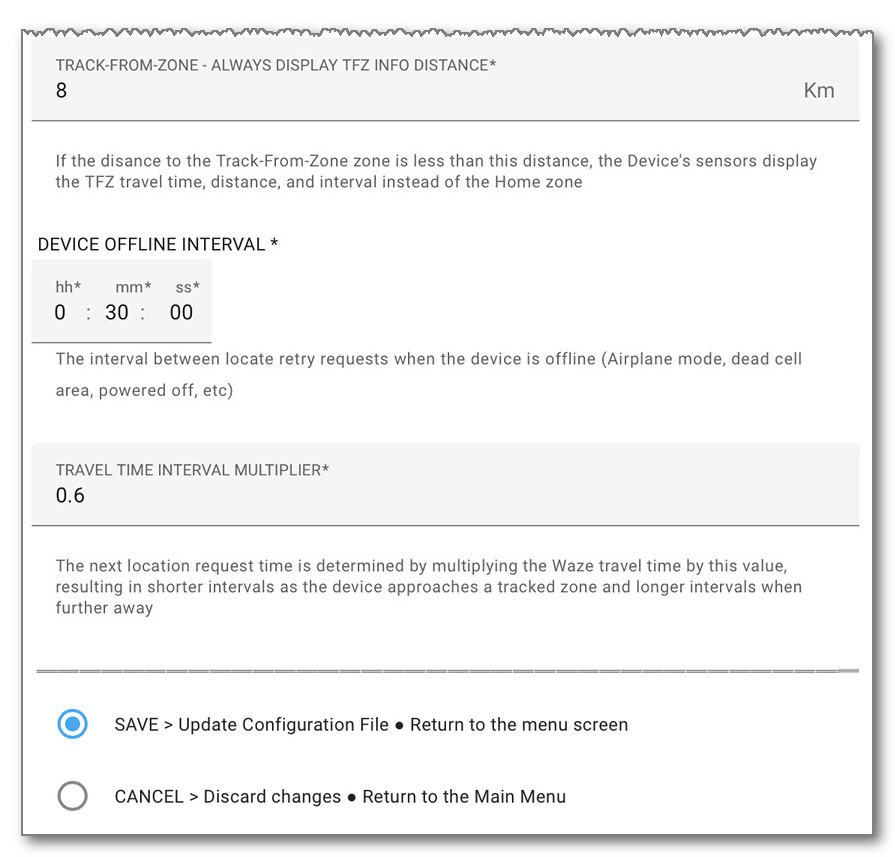 TRACK-FROM-ZONE - ALWAYS DISPLAY TFZ INFO DISTANCE*
8 Km
If the disance to the Track-From-Zone zone is less than this distance, the Device's sensors display
the TFZ travel time, distance, and interval instead of the Home zone
DEVICE OFFLINE INTERVAL *
hh* mm* ss*
0 : 30 : 00
The interval between locate retry requests when the device is offline (Airplane mode, dead cell
area, powered off, etc)
TRAVEL TIME INTERVAL MULTIPLIER*
0.6
The next location request time is determined by multiplying the Waze travel time by this value,
resulting in shorter intervals as the device approaches a tracked zone and longer intervals when
further away
SAVE > Update Configuration File ● Return to the menu screen
CANCEL > Discard changes ● Return to the Main Menu